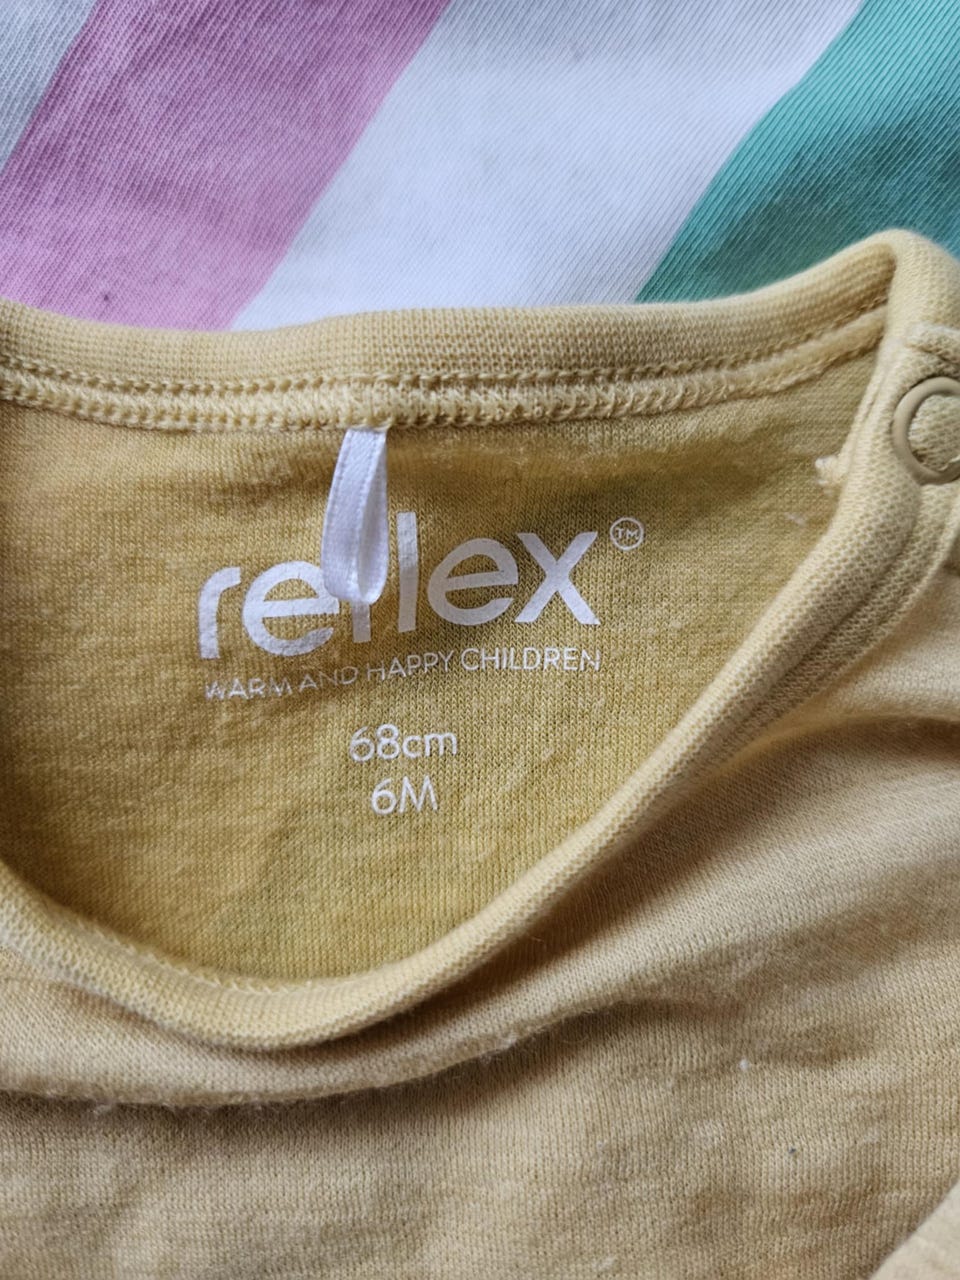 reflex™
WARM AND HAPPY CHILDREN
68cm
6M